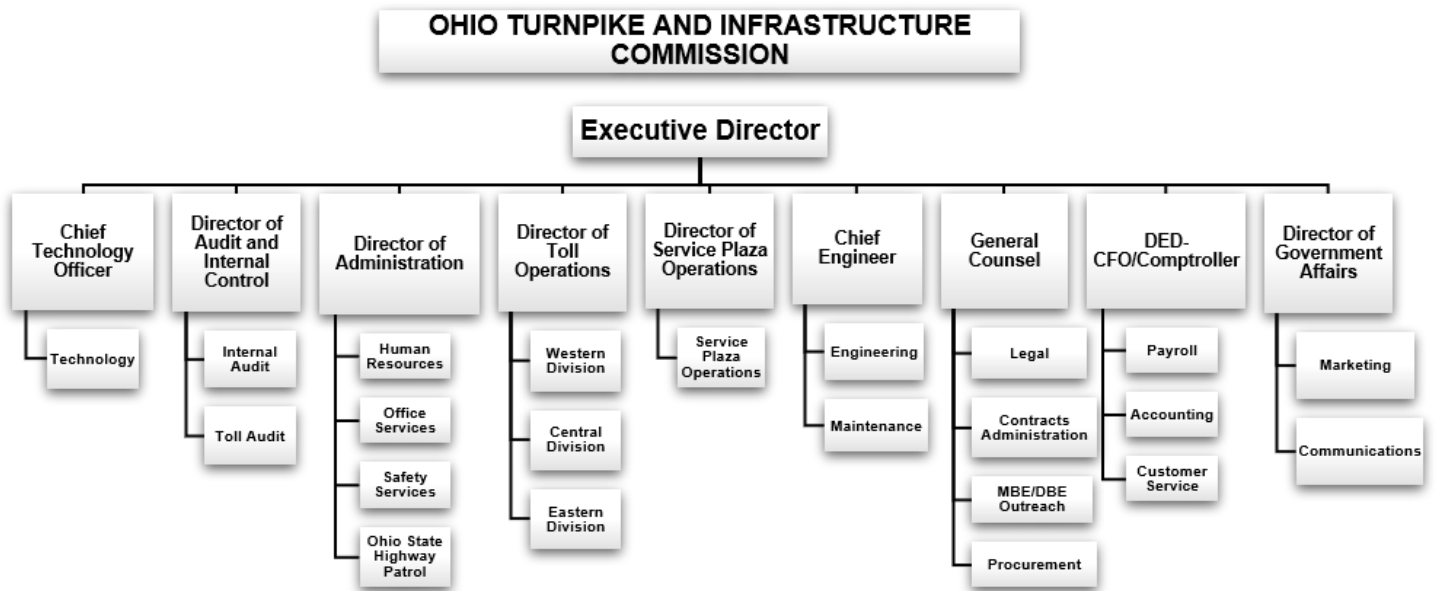 OHIO TURNPIKE AND INFRASTRUCTURE
COMMISSION
Executive Director
Chief
Technology
Officer
Technology
Director of
Audit and
Internal
Control
Internal
Audit
Toll Audit
Director of
Administration
Human
Resources
Office
Services
Safety
Services
Ohio State
Highway
Patrol
Director of
Toll
Operations
Western
Division
Central
Division
Eastern
Division
Director of
Service Plaza
Operations
Service
Plaza
Operations
Chief
Engineer
Engineering
Maintenance
General
Counsel
Legal
Contracts
Administration
MBE/DBE
Outreach
Procurement
DED-
CFO/Comptroller
Payroll
Accounting
Customer
Service
Director of
Government
Affairs
Marketing
Communications